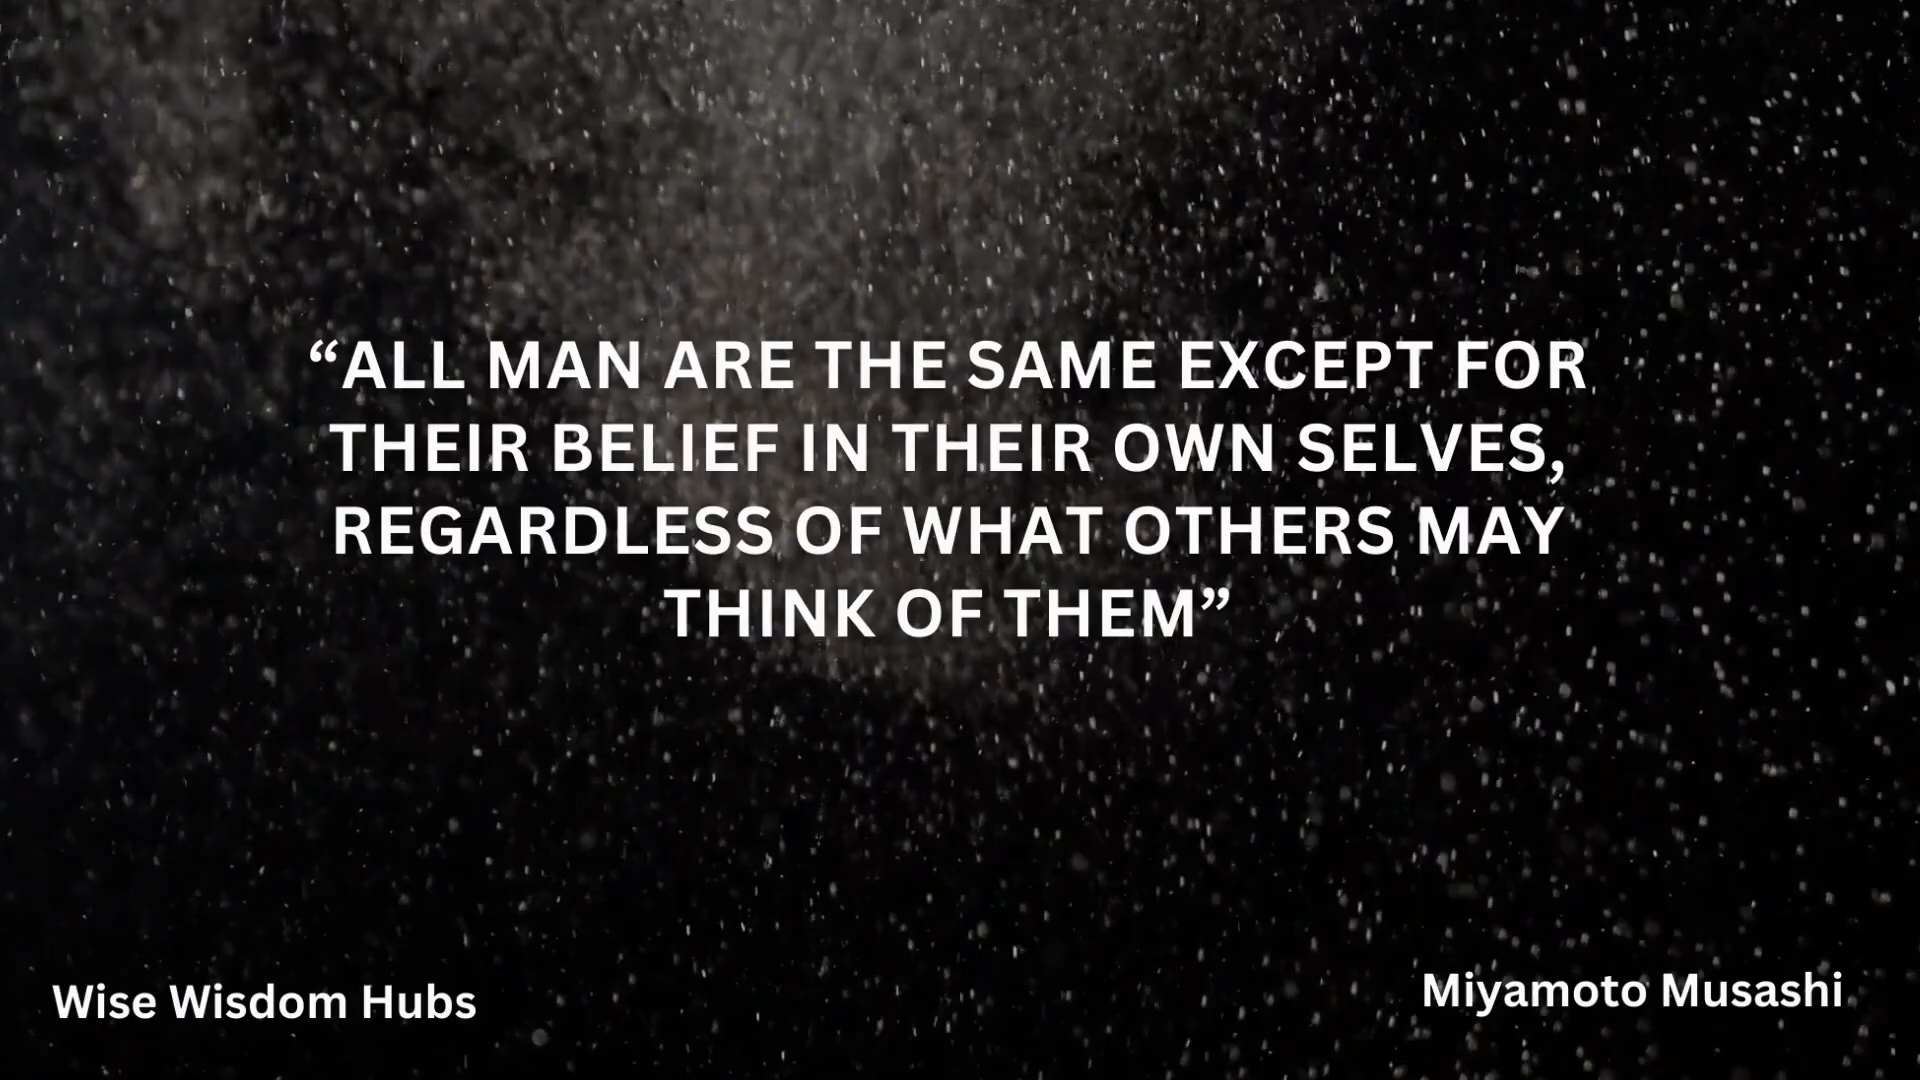 “ALL MAN ARE THE SAME EXCEPT FOR
THEIR BELIEF IN THEIR OWN SELVES,
REGARDLESS OF WHAT OTHERS MAY
THINK OF THEM”
Wise Wisdom Hubs
Miyamoto Musashi